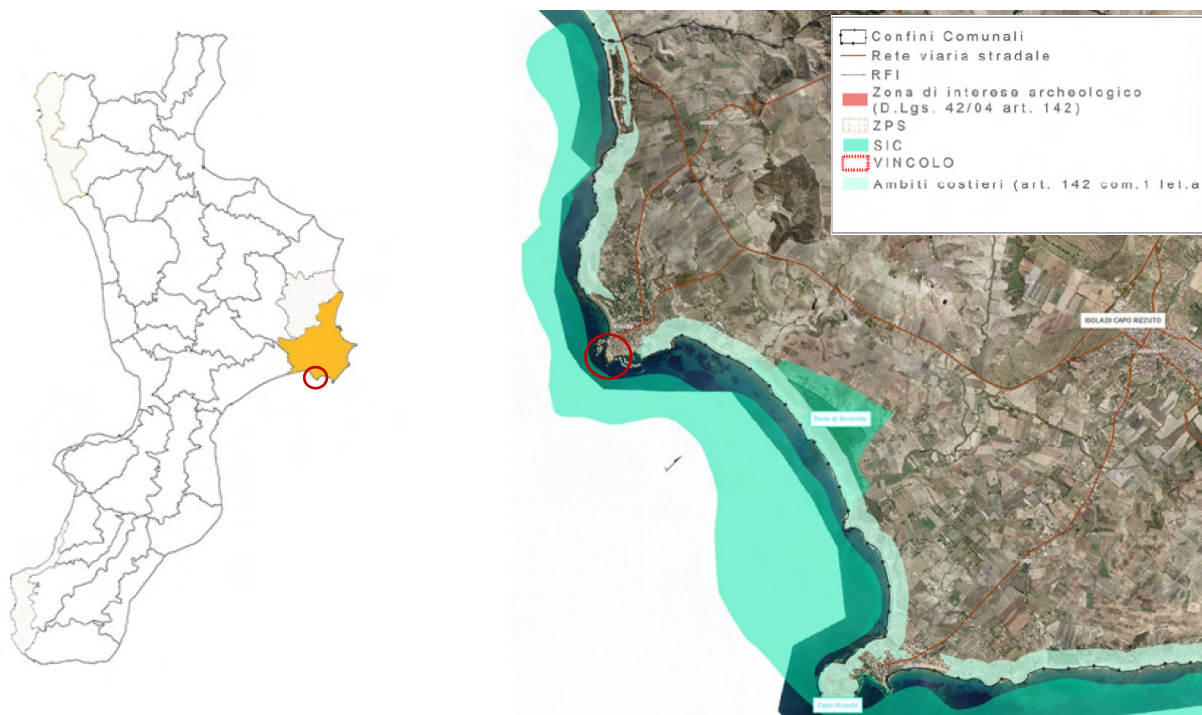 Confini Comunali
Rete viaria stradale
RFI
Zona di interesse archeologico
(D.Lgs. 42/04 art. 142)
ZPS
SIC
VINCOLO
Ambiti costieri (art. 142 com.1 let.a
ISOLA DI CAPO RIZZUTO
Dune di Sovereto
Capo Rizzuto